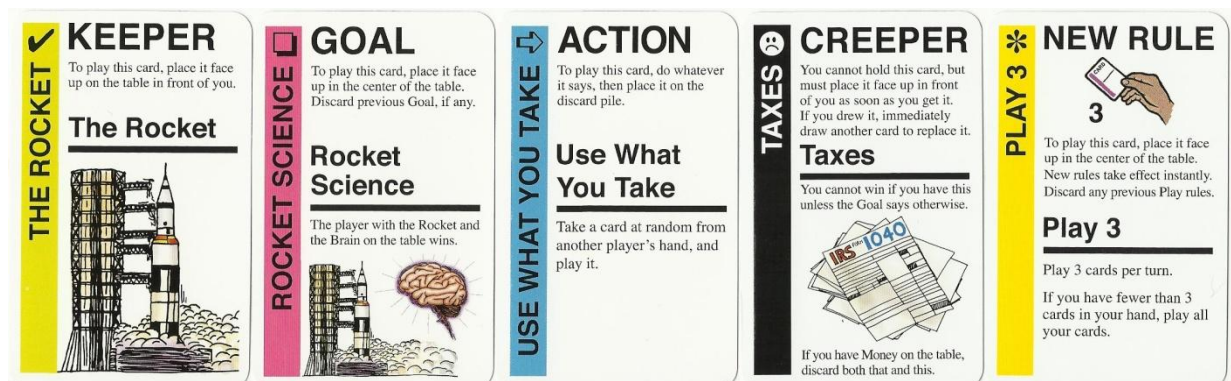 THE ROCKET
KEEPER
To play this card, place it face
up on the table in front of you.
The Rocket
ROCKET SCIENCE
GOAL
To play this card, place it face
up in the center of the table.
Discard previous Goal, if any.
Rocket
Science
The player with the Rocket and
the Brain on the table wins.
USE WHAT YOU TAKE
ACTION
To play this card, do whatever
it says, then place it on the
discard pile.
Use What
You Take
Take a card at random from
another player's hand, and
play it.
TAXES
CREEPER
You cannot hold this card, but
must place it face up in front
of you as soon as you get it.
If you drew it, immediately
draw another card to replace it.
Taxes
You cannot win if you have this
unless the Goal says otherwise.
IRS FORM 1040
If you have Money on the table,
discard both that and this.
PLAY 3
NEW RULE
CARD
3
To play this card, place it face
up in the center of the table.
New rules take effect instantly.
Discard any previous Play rules.
Play 3
Play 3 cards per turn.
If you have fewer than 3
cards in your hand, play all
your cards.